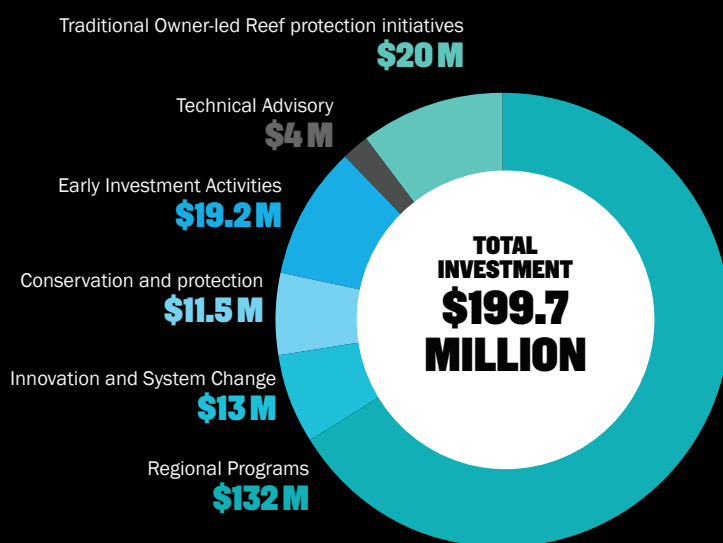 Traditional Owner-led Reef protection initiatives
$20 M
Technical Advisory
$4 M
Early Investment Activities
$19.2 M
Conservation and protection
$11.5 M
Innovation and System Change
$13 M
Regional Programs
$132 M
TOTAL
INVESTMENT
$199.7
MILLION